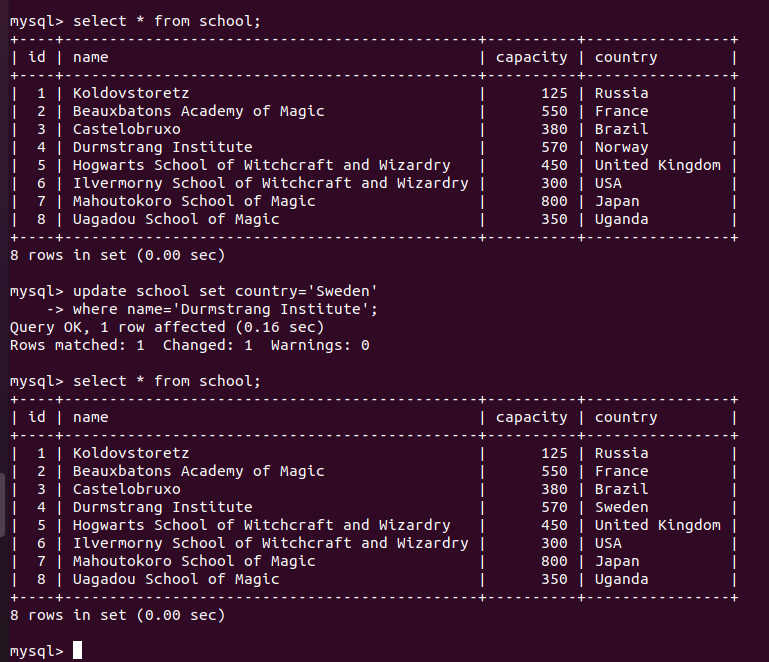 mysql> select * from school;
+----+----------------------------------------------+----------+----------------+
| id | name                                         | capacity | country        |
+----+----------------------------------------------+----------+----------------+
|  1 | Koldovstoretz                                |      125 | Russia         |
|  2 | Beauxbatons Academy of Magic                 |      550 | France         |
|  3 | Castelobruxo                                 |      380 | Brazil         |
|  4 | Durmstrang Institute                         |      570 | Norway         |
|  5 | Hogwarts School of Witchcraft and Wizardry   |      450 | United Kingdom |
|  6 | Ilvermorny School of Witchcraft and Wizardry |      300 | USA            |
|  7 | Mahoutokoro School of Magic                  |      800 | Japan          |
|  8 | Uagadou School of Magic                      |      350 | Uganda         |
+----+----------------------------------------------+----------+----------------+
8 rows in set (0.00 sec)

mysql> update school set country='Sweden'
    -> where name='Durmstrang Institute';
Query OK, 1 row affected (0.16 sec)
Rows matched: 1  Changed: 1  Warnings: 0

mysql> select * from school;
+----+----------------------------------------------+----------+----------------+
| id | name                                         | capacity | country        |
+----+----------------------------------------------+----------+----------------+
|  1 | Koldovstoretz                                |      125 | Russia         |
|  2 | Beauxbatons Academy of Magic                 |      550 | France         |
|  3 | Castelobruxo                                 |      380 | Brazil         |
|  4 | Durmstrang Institute                         |      570 | Sweden         |
|  5 | Hogwarts School of Witchcraft and Wizardry   |      450 | United Kingdom |
|  6 | Ilvermorny School of Witchcraft and Wizardry |      300 | USA            |
|  7 | Mahoutokoro School of Magic                  |      800 | Japan          |
|  8 | Uagadou School of Magic                      |      350 | Uganda         |
+----+----------------------------------------------+----------+----------------+
8 rows in set (0.00 sec)

mysql>